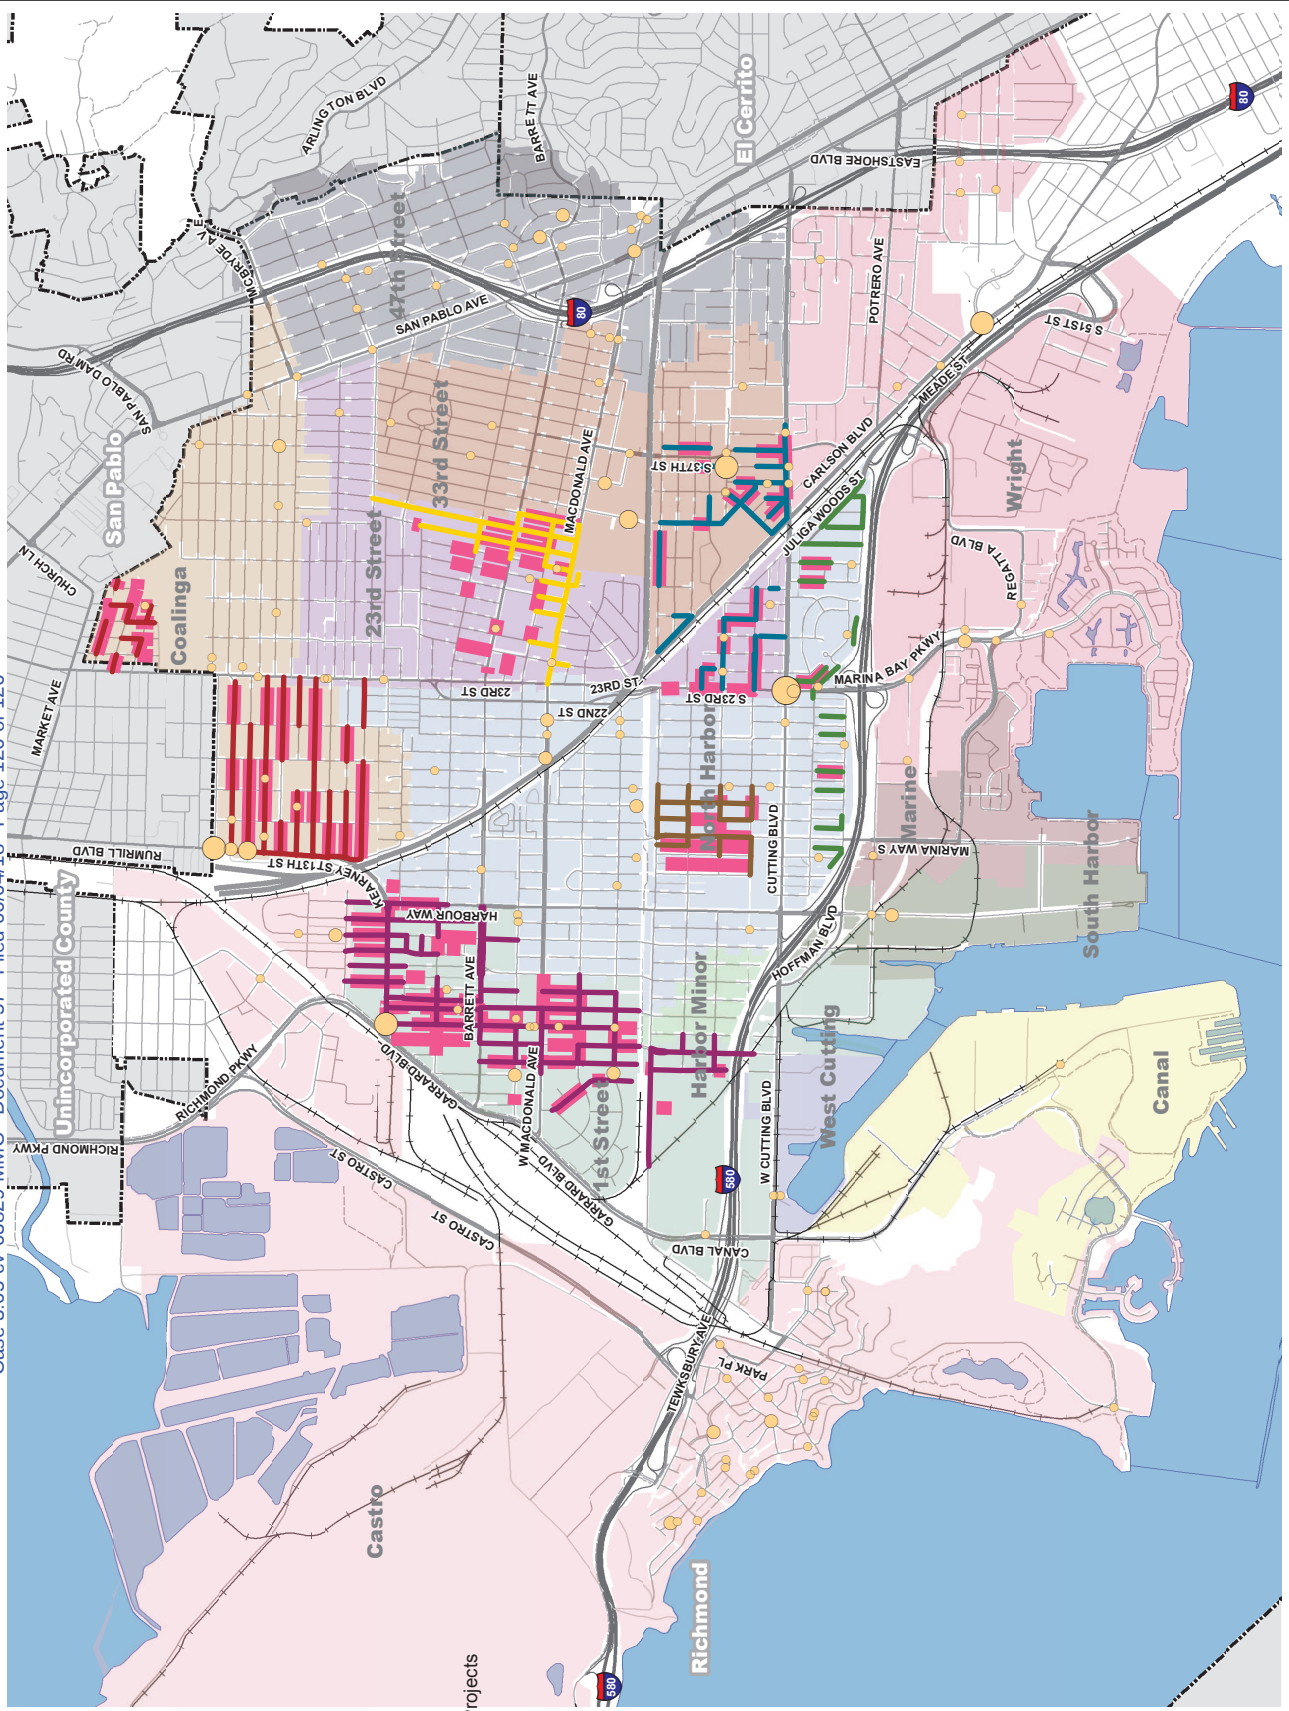 ARLINGTON BLVD
BARRETT AVE
El Cerrito
80
EASTSHORE BLVD
MCBRYDE AVE
47th Street
SAN PABLO AVE
80
POTRERO AVE
S 51ST ST
SAN PABLO DAM RD
MEADE ST
San Pablo
33rd Street
MACDONALD AVE
S 37TH ST
CARLSON BLVD
JULIGA WOODS ST
Wright
CHURCH LN
Coalinga
23rd Street
REGATTA BLVD
MARKET AVE
23RD ST
23RD ST
22ND ST
S 23RD ST
MARINA BAY PKWY
North Harbor
RUMRILL BLVD
KEARNEY ST
13TH ST
CUTTING BLVD
Marine
MARINA WAY S
South Harbor
Unincorporated County
HARBOUR WAY
BARRETT AVE
Harbor Minor
HOFFMAN BLVD
RICHMOND PKWY
RICHMOND PKWY
GARRARD BLVD
W MACDONALD AVE
1st Street
W CUTTING BLVD
West Cutting
Canal
CASTRO ST
CASTRO ST
GARRARD BLVD
580
CANAL BLVD
TEWKSBURY AVE
PARK PL
Castro
Richmond
580
rojects